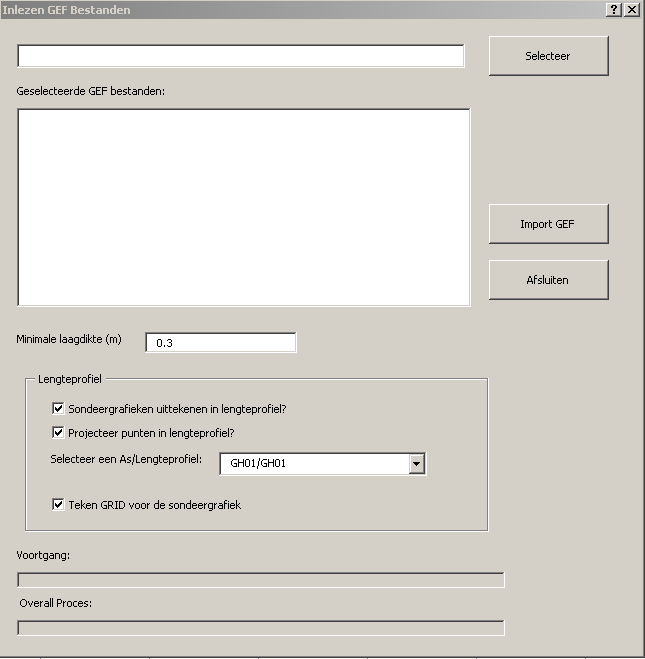 Inlezen GEF Bestanden
Selecteer
Geselecteerde GEF bestanden:
Import GEF
Afsluiten
Minimale laagdikte (m) 0.3
Lengteprofiel
Sondeergrafieken uittekenen in lengteprofiel?
Projecteer punten in lengteprofiel?
Selecteer een As/Lengteprofiel: GH01/GH01
Teken GRID voor de sondeergrafiek
Voortgang:
Overall Proces: